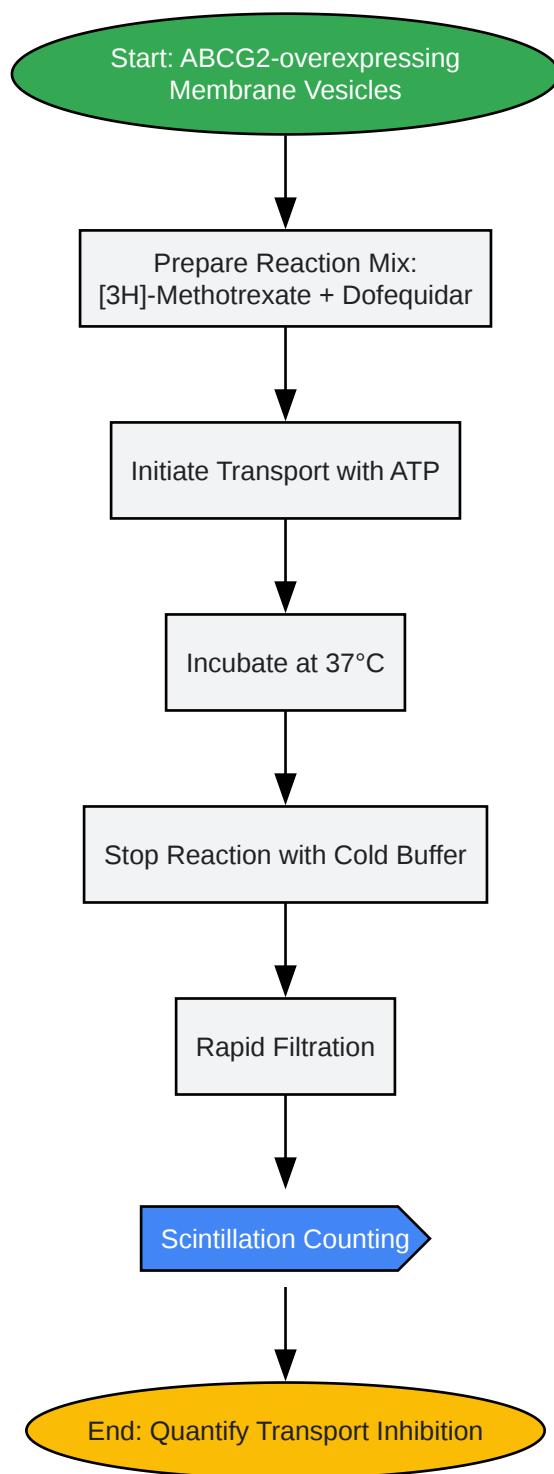 Start: ABCG2-overexpressing
Membrane Vesicles
Prepare Reaction Mix:
[3H]-Methotrexate + Dofequidar
Initiate Transport with ATP
Incubate at 37°C
Stop Reaction with Cold Buffer
Rapid Filtration
Scintillation Counting
End: Quantify Transport Inhibition